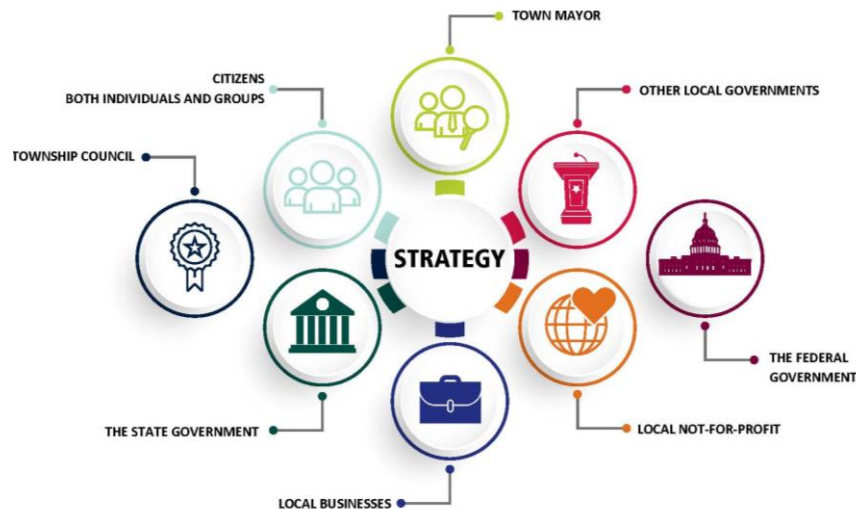 TOWN MAYOR
CITIZENS
BOTH INDIVIDUALS AND GROUPS
OTHER LOCAL GOVERNMENTS
TOWNSHIP COUNCIL
STRATEGY
THE FEDERAL
GOVERNMENT
THE STATE GOVERNMENT
LOCAL NOT-FOR-PROFIT
LOCAL BUSINESSES